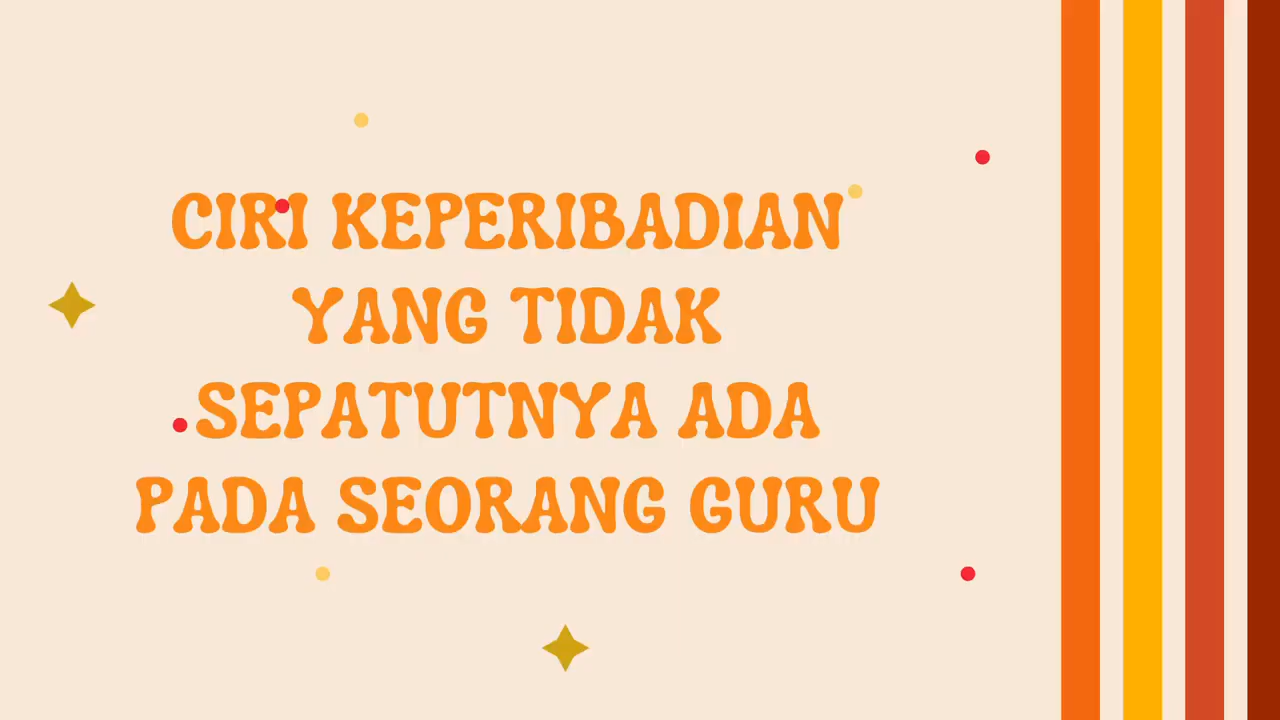 CIRI KEPERIBADIAN
YANG TIDAK
SEPATUTNYA ADA
PADA SEORANG GURU